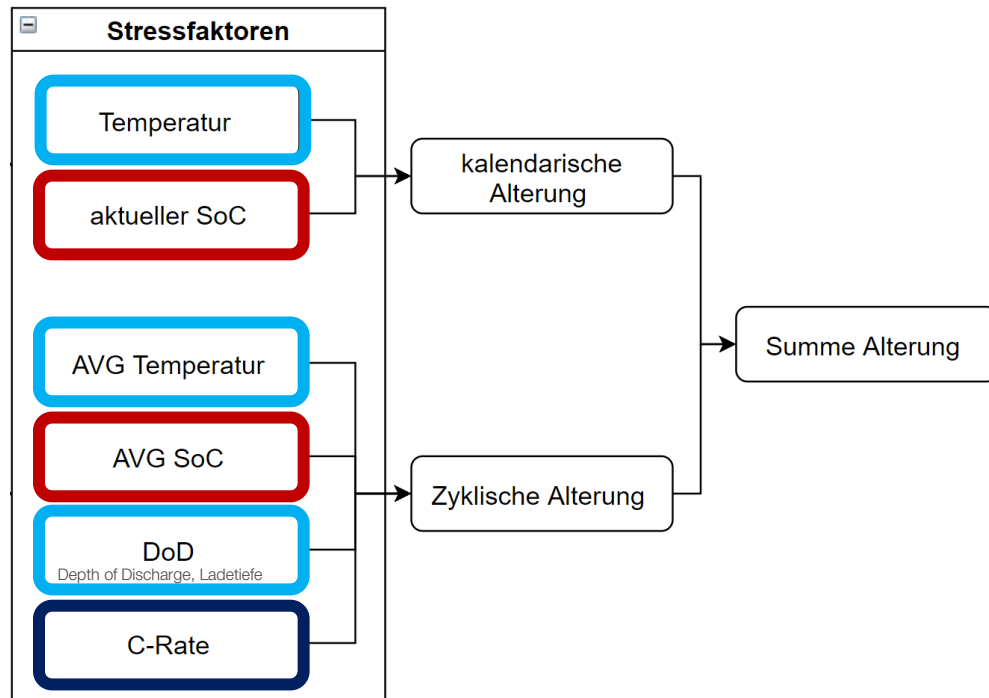 Stressfaktoren
Temperatur
aktueller SoC
kalendarische
Alterung
AVG Temperatur
AVG SoC
DoD
Depth of Discharge, Ladetiefe
C-Rate
Zyklische Alterung
Summe Alterung